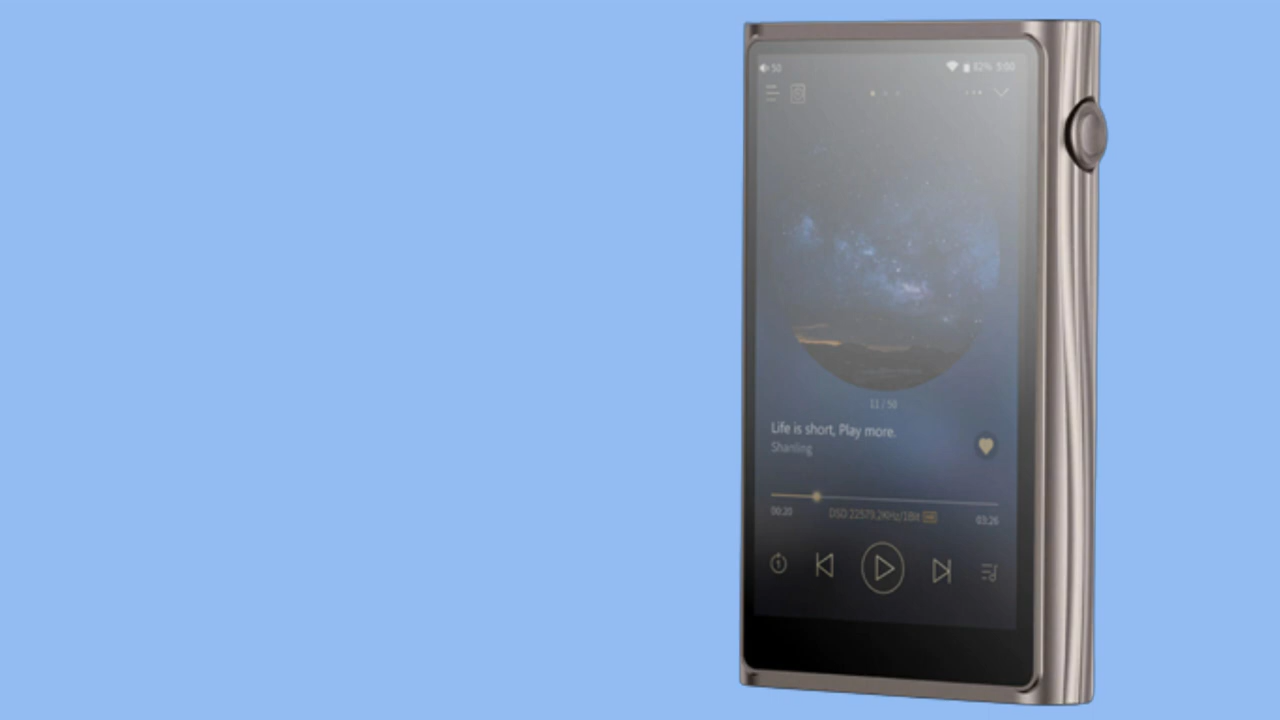 50 82% 5:00
11 / 50
Life is short, Play more.
Shanling
00:20 DSD 22579.2KHz/1Bit 03:26